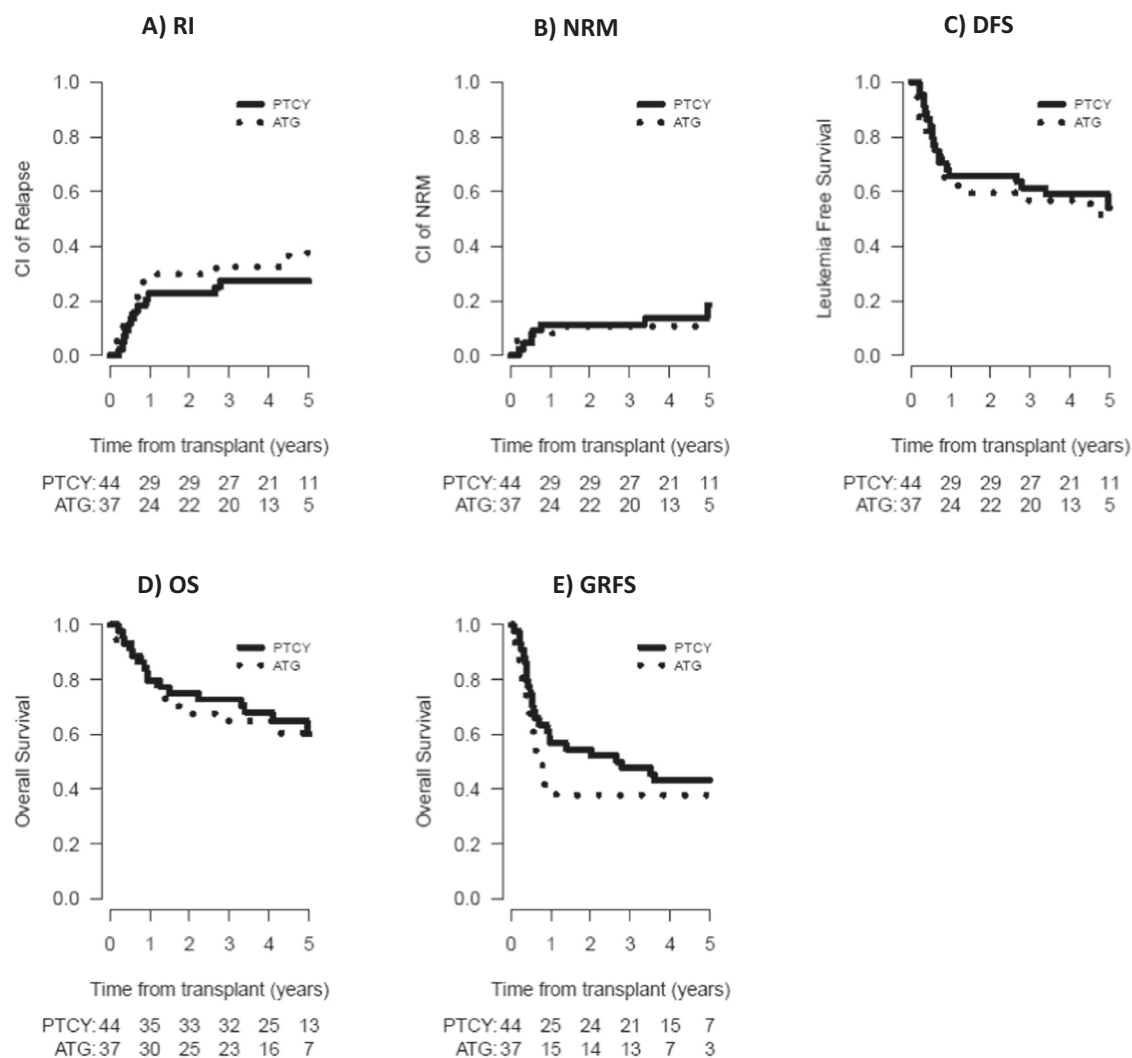 A) RI
B) NRM
C) DFS
1.0
0.8
0.6
0.4
0.2
0.0
CI of Relapse
PTCY
ATG
0 1 2 3 4 5
Time from transplant (years)
PTCY: 44 29 29 27 21 11
ATG: 37 24 22 20 13 5
1.0
0.8
0.6
0.4
0.2
0.0
CI of NRM
PTCY
ATG
0 1 2 3 4 5
Time from transplant (years)
PTCY: 44 29 29 27 21 11
ATG: 37 24 22 20 13 5
1.0
0.8
0.6
0.4
0.2
0.0
Leukemia Free Survival
PTCY
ATG
0 1 2 3 4 5
Time from transplant (years)
PTCY: 44 29 29 27 21 11
ATG: 37 24 22 20 13 5
D) OS
E) GRFS
1.0
0.8
0.6
0.4
0.2
0.0
Overall Survival
PTCY
ATG
0 1 2 3 4 5
Time from transplant (years)
PTCY: 44 35 33 32 25 13
ATG: 37 30 25 23 16 7
1.0
0.8
0.6
0.4
0.2
0.0
Overall Survival
PTCY
ATG
0 1 2 3 4 5
Time from transplant (years)
PTCY: 44 25 24 21 15 7
ATG: 37 15 14 13 7 3